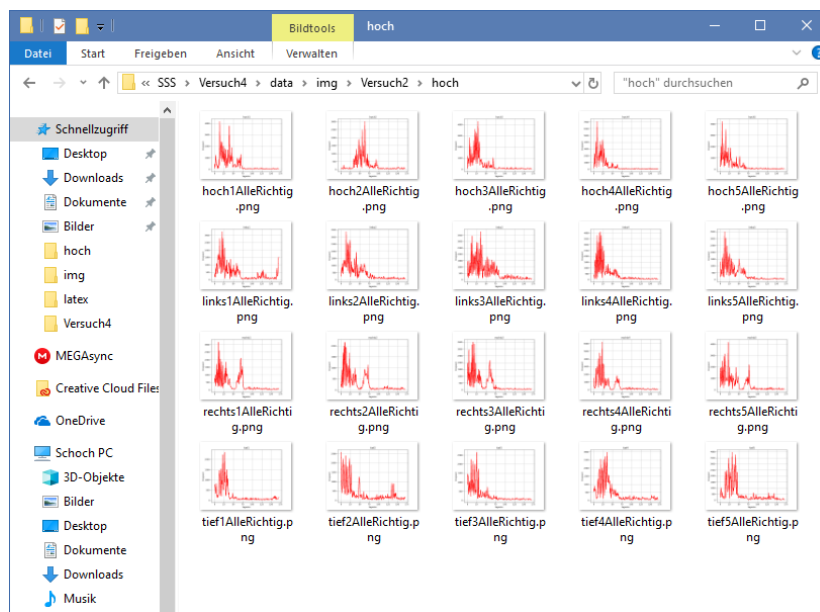 Bildtools hoch
Datei Start Freigeben Ansicht Verwalten
« SSS > Versuch4 > data > img > Versuch2 > hoch "hoch" durchsuchen
Schnellzugriff
Desktop
Downloads
Dokumente
Bilder
hoch
img
latex
Versuch4
MEGAsync
Creative Cloud Files
OneDrive
Schoch PC
3D-Objekte
Bilder
Desktop
Dokumente
Downloads
Musik
hoch1AlleRichtig hoch2AlleRichtig hoch3AlleRichtig hoch4AlleRichtig hoch5AlleRichtig
.png .png .png .png .png
links1AlleRichtig. links2AlleRichtig. links3AlleRichtig. links4AlleRichtig. links5AlleRichtig.
png png png png png
rechts1AlleRichti rechts2AlleRichti rechts3AlleRichti rechts4AlleRichti rechts5AlleRichti
g.png g.png g.png g.png g.png
tief1AlleRichtig.p tief2AlleRichtig.p tief3AlleRichtig.p tief4AlleRichtig.p tief5AlleRichtig.p
ng ng ng ng ng